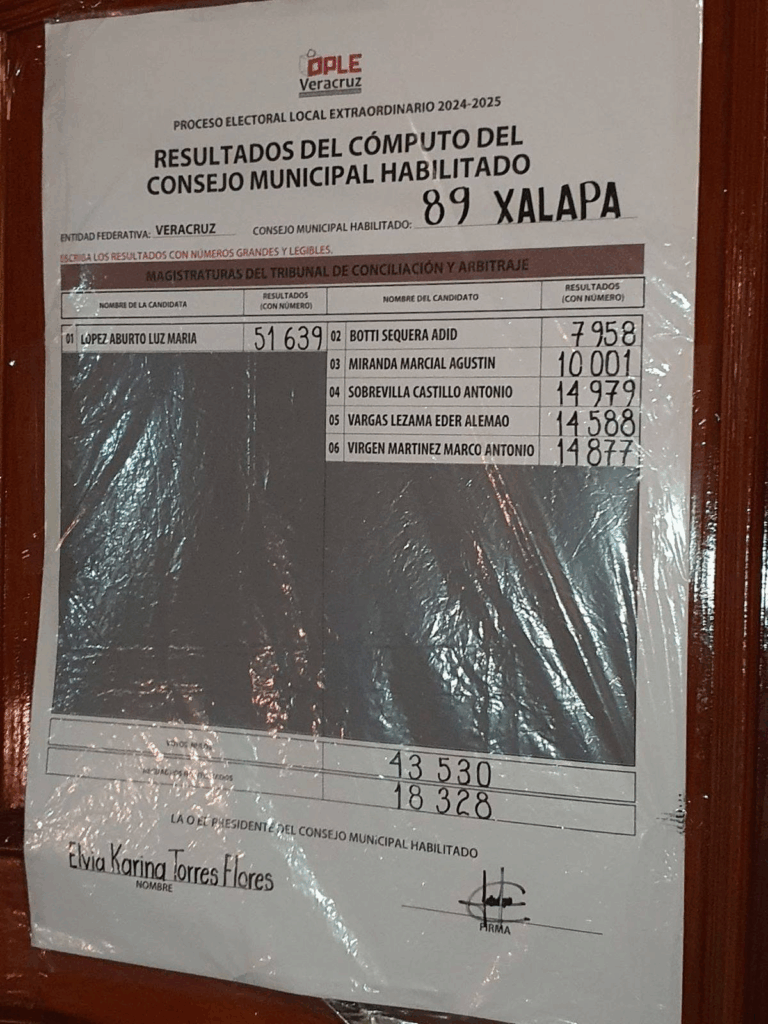 OPLE
Veracruz
PROCESO ELECTORAL LOCAL EXTRAORDINARIO 2024-2025
RESULTADOS DEL CÓMPUTO DEL
CONSEJO MUNICIPAL HABILITADO
ENTIDAD FEDERATIVA: VERACRUZ CONSEJO MUNICIPAL HABILITADO: 89 XALAPA
ESCRIBA LOS RESULTADOS CON NÚMEROS GRANDES Y LEGIBLES.
MAGISTRATURAS DEL TRIBUNAL DE CONCILIACIÓN Y ARBITRAJE
NOMBRE DE LA CANDIDATA RESULTADOS (CON NÚMERO) NOMBRE DEL CANDIDATO RESULTADOS (CON NÚMERO)
01 LÓPEZ ABURTO LUZ MARIA 51 639 02 BOTTI SEQUERA ADID 7 958
03 MIRANDA MARCIAL AGUSTIN 10 001
04 SOBREVILLA CASTILLO ANTONIO 14 979
05 VARGAS LEZAMA EDER ALEMAO 14 588
06 VIRGEN MARTINEZ MARCO ANTONIO 14 877
43 530
18 328
LA O EL PRESIDENTE DEL CONSEJO MUNICIPAL HABILITADO
Elvia Karina Torres Flores
NOMBRE
FIRMA